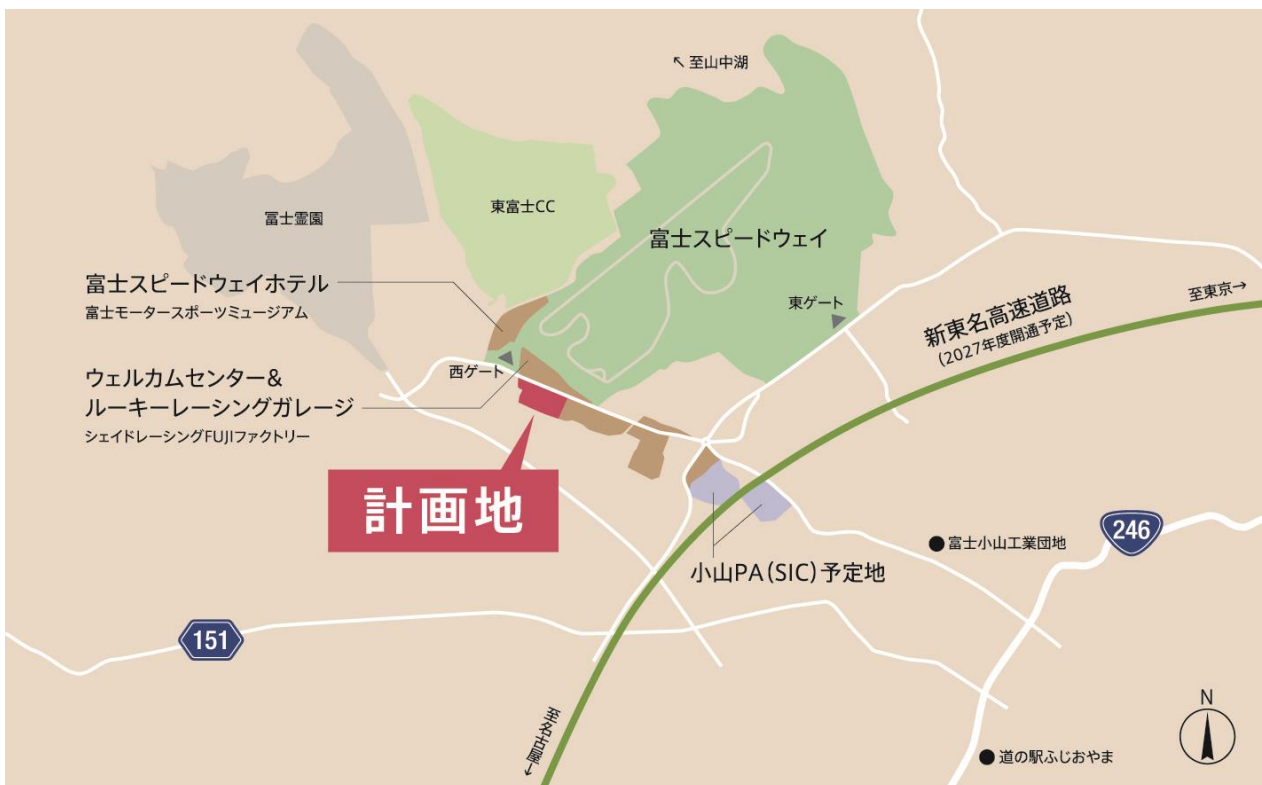 ↖至山中湖
富士霊園
東富士CC
富士スピードウェイ
富士スピードウェイホテル
富士モータースポーツミュージアム
東ゲート
新東名高速道路
(2027年度開通予定)
至東京→
西ゲート
ウェルカムセンター&
ルーキーレーシングガレージ
シェイドレーシングFUJIファクトリー
計画地
小山PA(SIC)予定地
富士小山工業団地
246
151
至名古屋→
道の駅ふじおやま
N